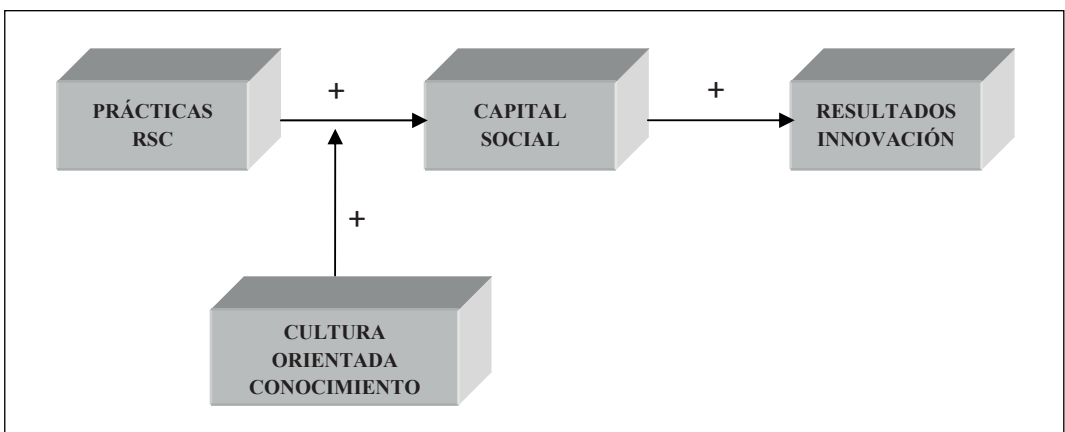 PRÁCTICAS
RSC
+
CAPITAL
SOCIAL
+
RESULTADOS
INNOVACIÓN
+
CULTURA
ORIENTADA
CONOCIMIENTO